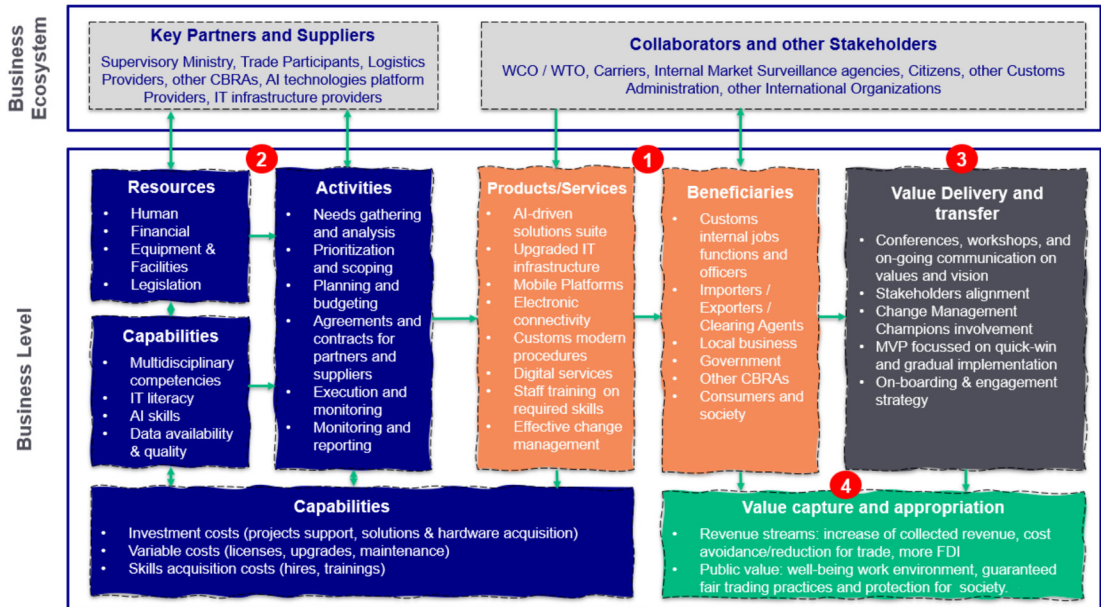 Business
Ecosystem
Key Partners and Suppliers
Supervisory Ministry, Trade Participants, Logistics
Providers, other CBRAs, AI technologies platform
Providers, IT infrastructure providers
Collaborators and other Stakeholders
WCO / WTO, Carriers, Internal Market Surveillance agencies, Citizens, other Customs
Administration, other International Organizations
Business Level
2
1
3
Resources
• Human
• Financial
• Equipment &
Facilities
• Legislation
Capabilities
• Multidisciplinary
competencies
• IT literacy
• AI skills
• Data availability
& quality
Activities
• Needs gathering
and analysis
• Prioritization
and scoping
• Planning and
budgeting
• Agreements and
contracts for
partners and
suppliers
• Execution and
monitoring
• Monitoring and
reporting
Products/Services
• AI-driven
solutions suite
• Upgraded IT
infrastructure
• Mobile Platforms
• Electronic
connectivity
• Customs modern
procedures
• Digital services
• Staff training on
required skills
• Effective change
management
Beneficiaries
• Customs
internal jobs
functions and
officers
• Importers /
Exporters /
Clearing Agents
• Local business
• Government
• Other CBRAs
• Consumers and
society
Value Delivery and
transfer
• Conferences, workshops, and
on-going communication on
values and vision
• Stakeholders alignment
• Change Management
Champions involvement
• MVP focussed on quick-win
and gradual implementation
• On-boarding & engagement
strategy
Capabilities
• Investment costs (projects support, solutions & hardware acquisition)
• Variable costs (licenses, upgrades, maintenance)
• Skills acquisition costs (hires, trainings)
4
Value capture and appropriation
• Revenue streams: increase of collected revenue, cost
avoidance/reduction for trade, more FDI
• Public value: well-being work environment, guaranteed
fair trading practices and protection for society.